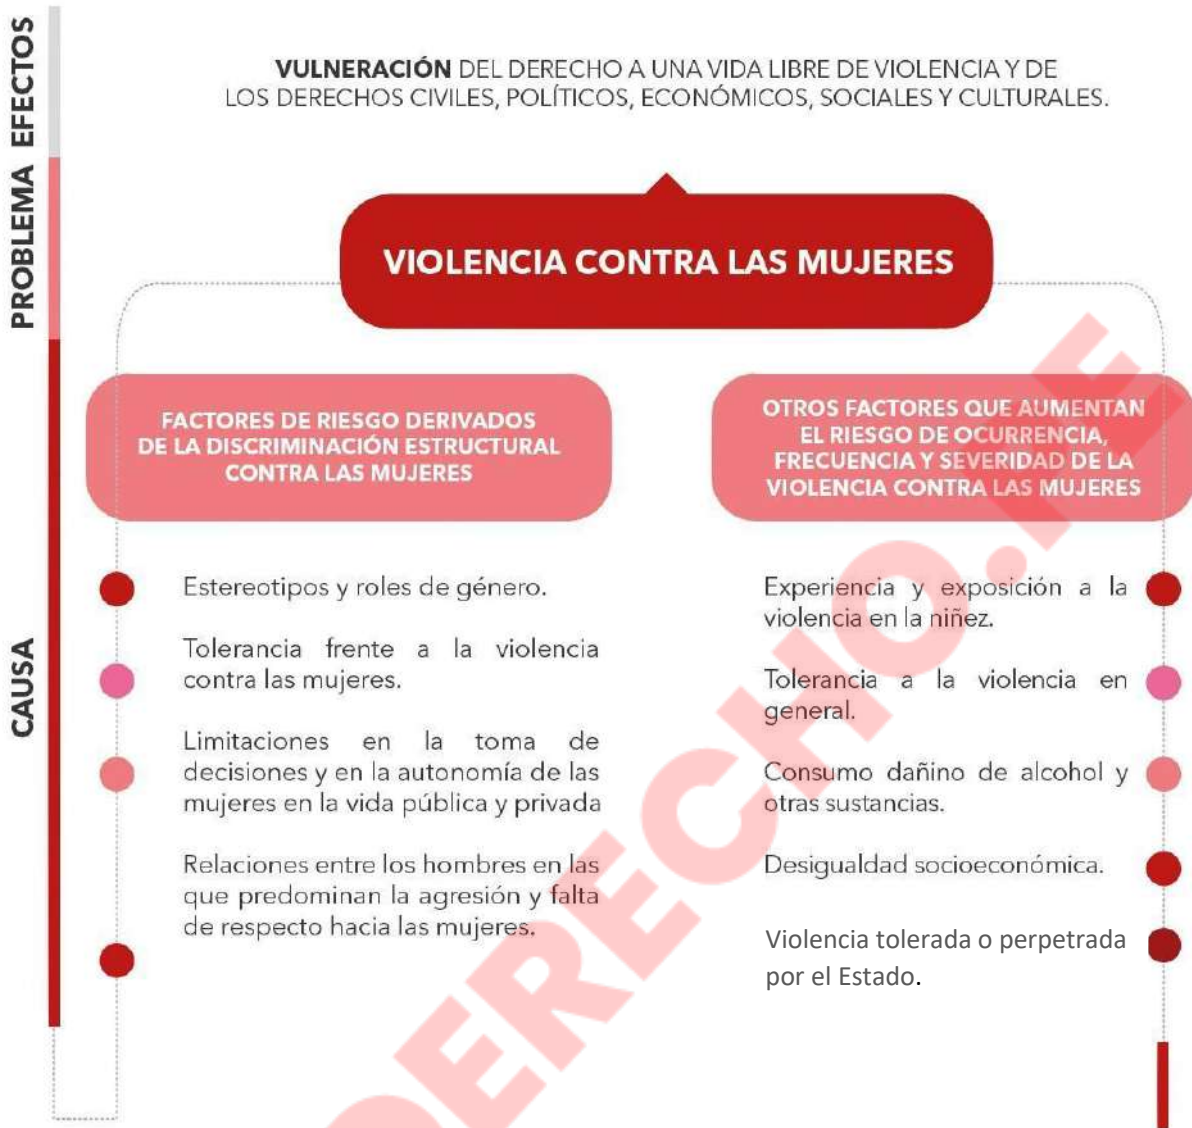 EFECTOS
VULNERACIÓN DEL DERECHO A UNA VIDA LIBRE DE VIOLENCIA Y DE
LOS DERECHOS CIVILES, POLÍTICOS, ECONÓMICOS, SOCIALES Y CULTURALES.
PROBLEMA
VIOLENCIA CONTRA LAS MUJERES
CAUSA
FACTORES DE RIESGO DERIVADOS
DE LA DISCRIMINACIÓN ESTRUCTURAL
CONTRA LAS MUJERES
Estereotipos y roles de género.
Tolerancia frente a la violencia
contra las mujeres.
Limitaciones en la toma de
decisiones y en la autonomía de las
mujeres en la vida pública y privada
Relaciones entre los hombres en las
que predominan la agresión y falta
de respecto hacia las mujeres.
OTROS FACTORES QUE AUMENTAN
EL RIESGO DE OCURRENCIA,
FRECUENCIA Y SEVERIDAD DE LA
VIOLENCIA CONTRA LAS MUJERES
Experiencia y exposición a la
violencia en la niñez.
Tolerancia a la violencia en
general.
Consumo dañino de alcohol y
otras sustancias.
Desigualdad socioeconómica.
Violencia tolerada o perpetrada
por el Estado.
DERECHO.PE